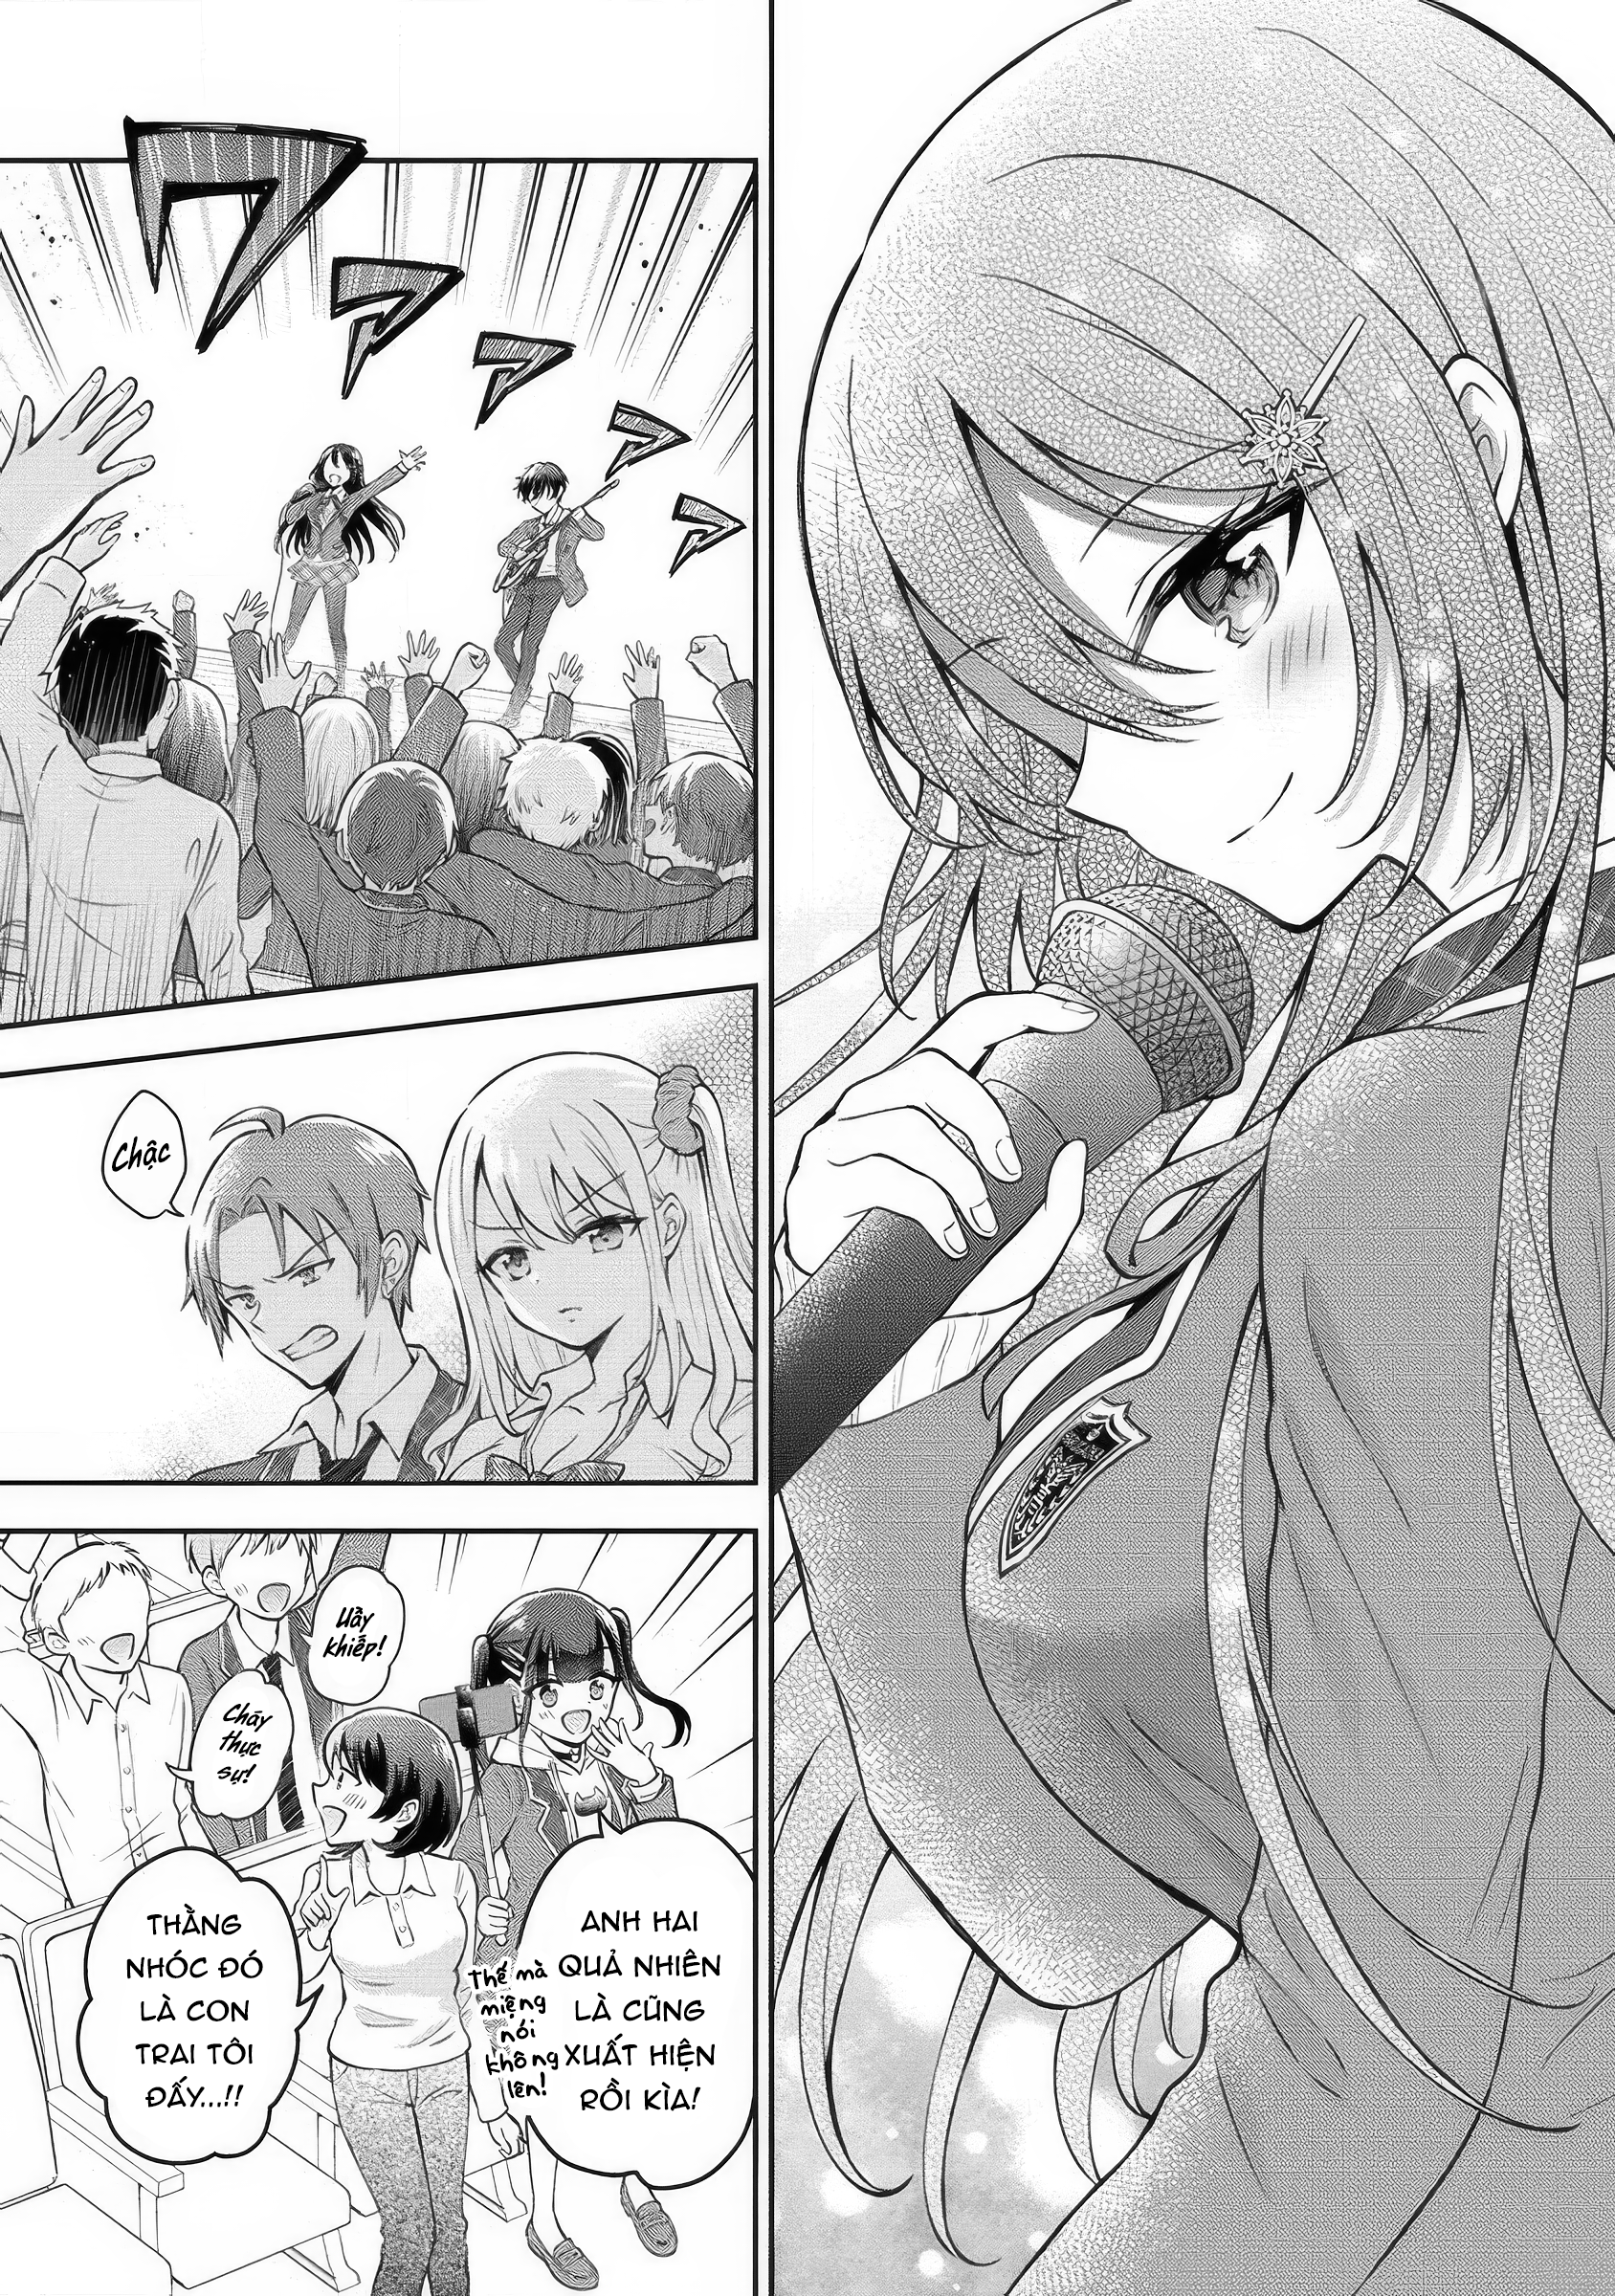 ワァァァァ
Chậc
Uầy
khiếp!
Cháy
thực
sự!
ANH HAI
QUẢ NHIÊN
LÀ CŨNG
XUẤT HIỆN
RỒI KÌA!
Thế mà
miệng
nói
không
lên!
THẰNG
NHÓC ĐÓ
LÀ CON
TRAI TÔI
ĐẤY...!!